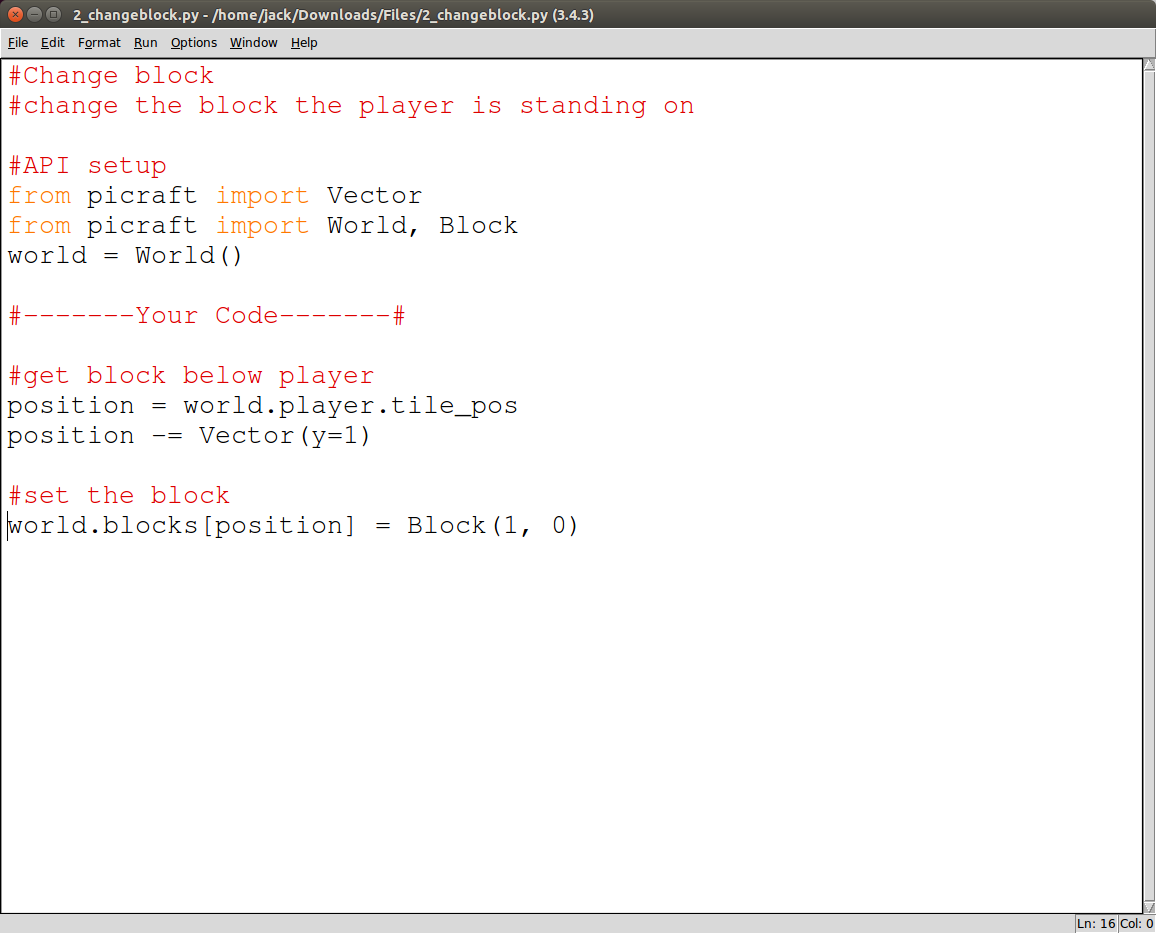 2_changeblock.py - /home/jack/Downloads/Files/2_changeblock.py (3.4.3)
File Edit Format Run Options Window Help
#Change block
#change the block the player is standing on
#API setup
from picraft import Vector
from picraft import World, Block
world = World()
#-------Your Code-------#
#get block below player
position = world.player.tile_pos
position -= Vector(y=1)
#set the block
world.blocks[position] = Block(1, 0)
Ln: 16 Col: 0